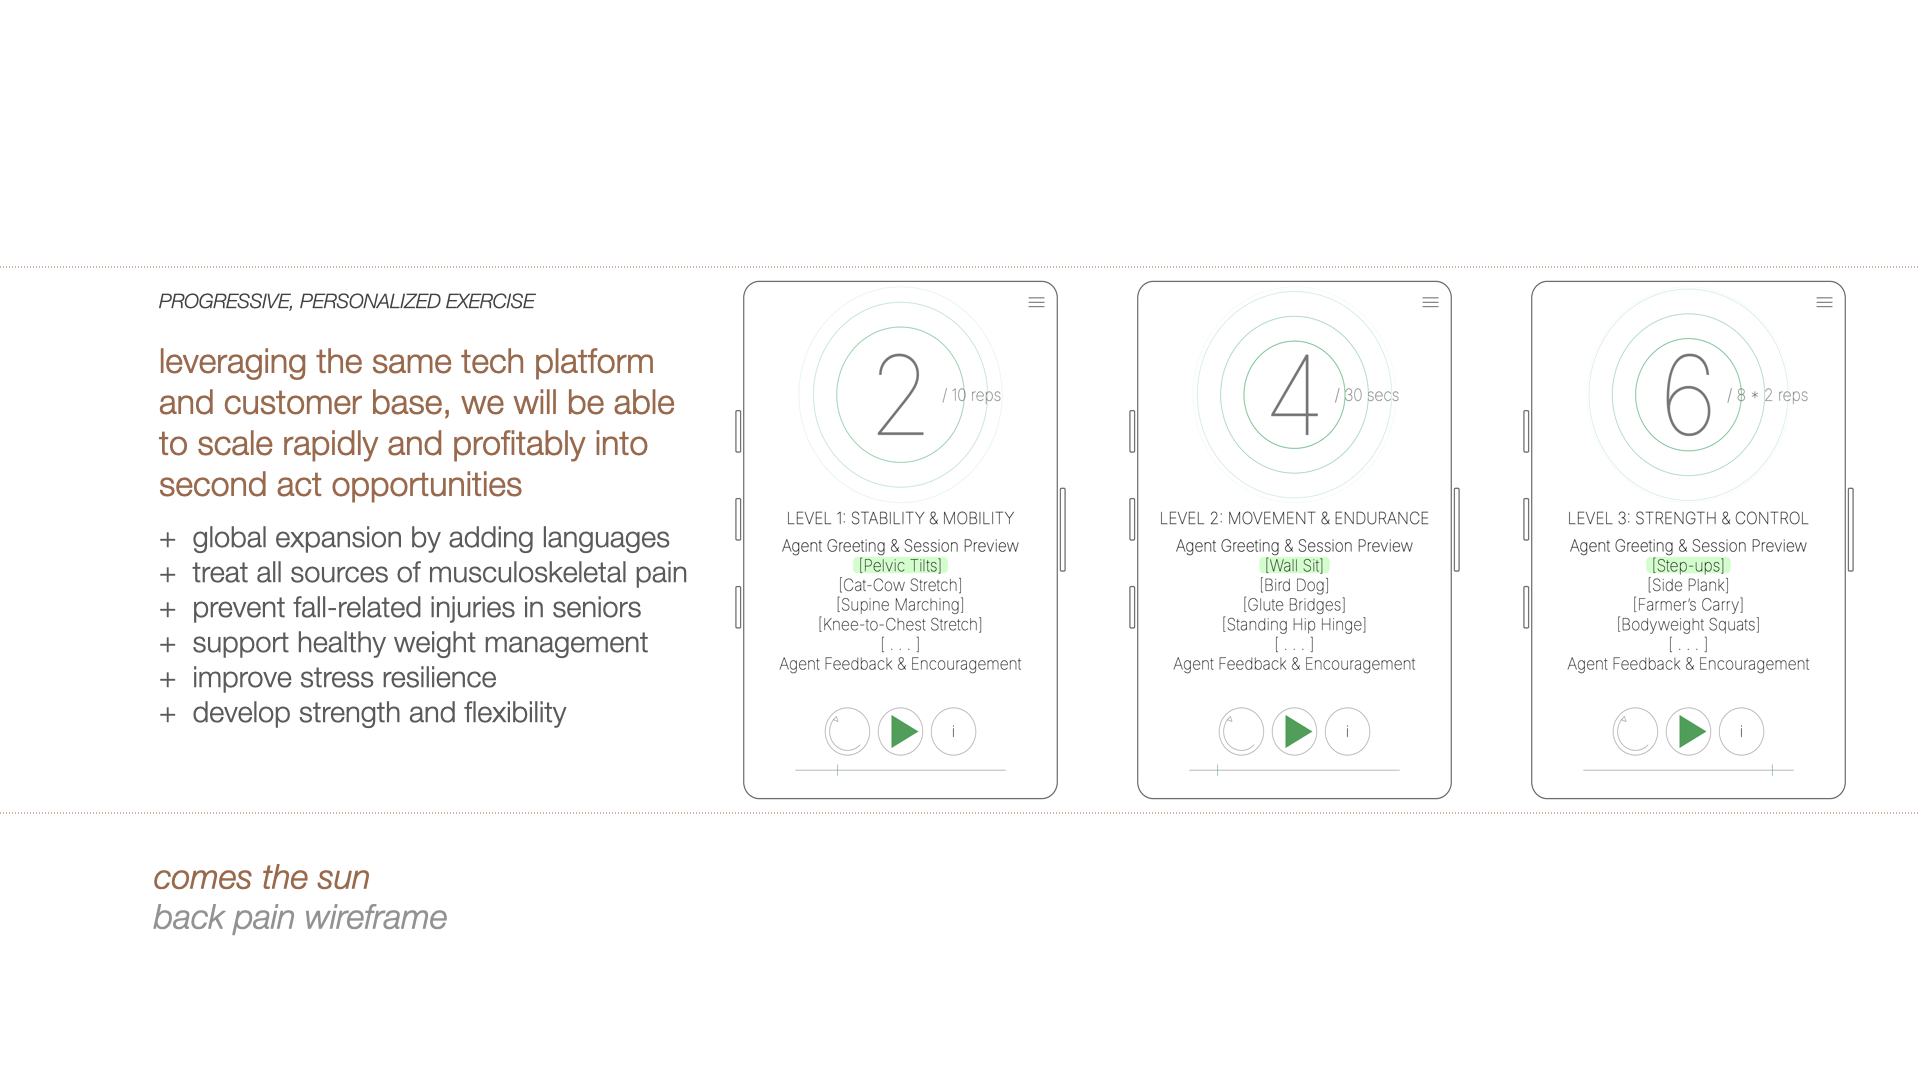 PROGRESSIVE, PERSONALIZED EXERCISE
leveraging the same tech platform
and customer base, we will be able
to scale rapidly and profitably into
second act opportunities
+ global expansion by adding languages
+ treat all sources of musculoskeletal pain
+ prevent fall-related injuries in seniors
+ support healthy weight management
+ improve stress resilience
+ develop strength and flexibility
2
/ 10 reps
LEVEL 1: STABILITY & MOBILITY
Agent Greeting & Session Preview
[Pelvic Tilts]
[Cat-Cow Stretch]
[Supine Marching]
[Knee-to-Chest Stretch]
[ . . . ]
Agent Feedback & Encouragement
i
4
/ 30 secs
LEVEL 2: MOVEMENT & ENDURANCE
Agent Greeting & Session Preview
[Wall Sit]
[Bird Dog]
[Glute Bridges]
[Standing Hip Hinge]
[ . . . ]
Agent Feedback & Encouragement
i
6
/ 8 * 2 reps
LEVEL 3: STRENGTH & CONTROL
Agent Greeting & Session Preview
[Step-ups]
[Side Plank]
[Farmer’s Carry]
[Bodyweight Squats]
[ . . . ]
Agent Feedback & Encouragement
i
comes the sun
back pain wireframe